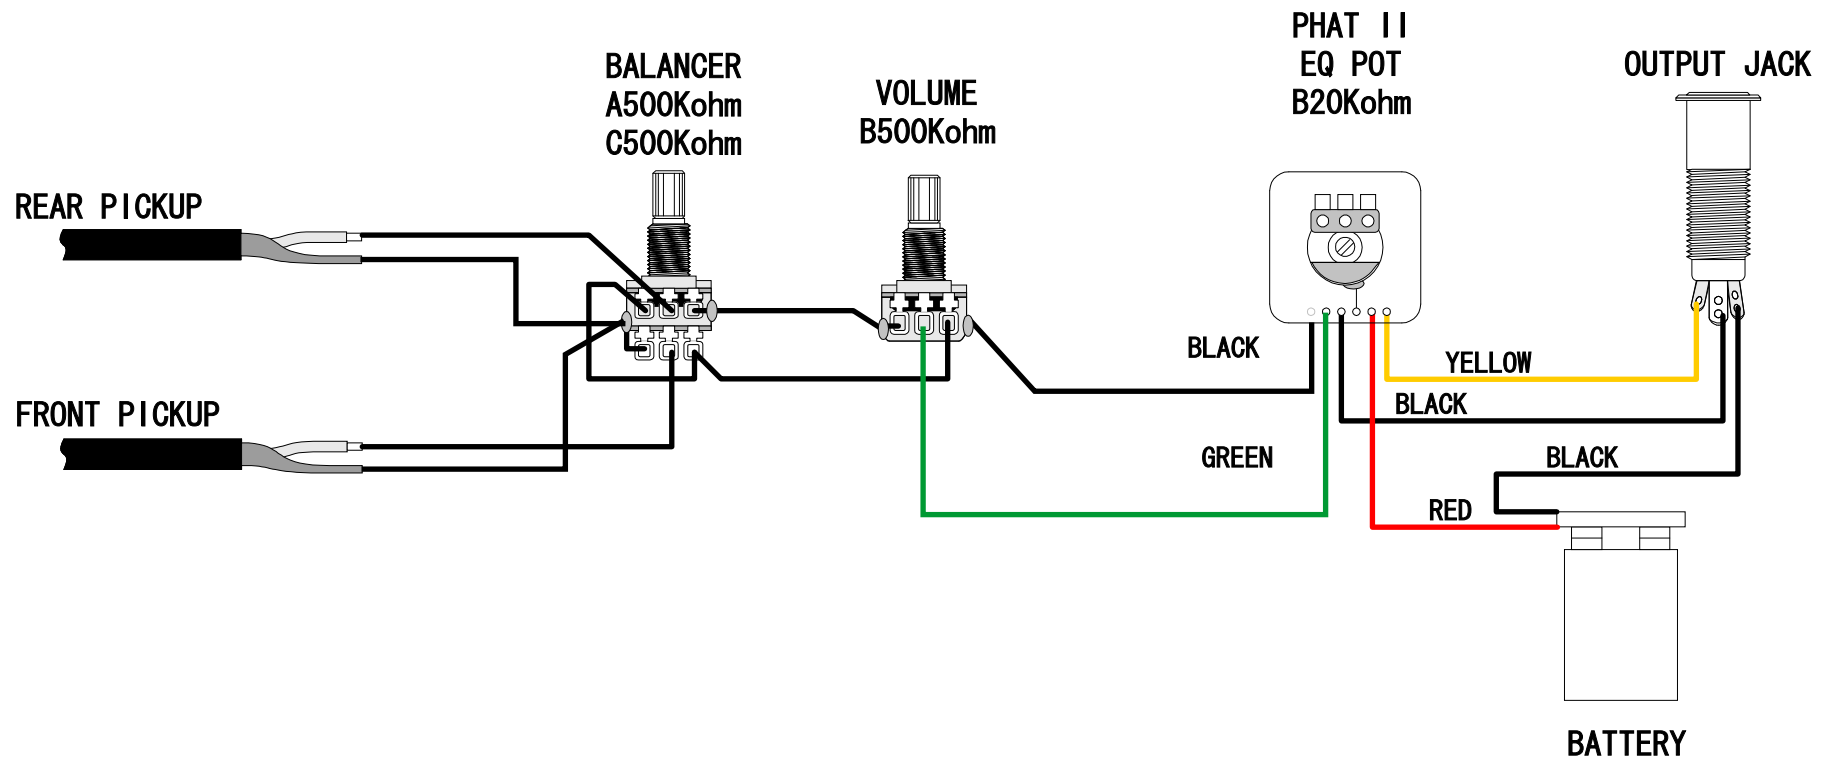 PHAT II
EQ POT
B20Kohm
BALANCER
A500Kohm
C500Kohm
VOLUME
B500Kohm
OUTPUT JACK
REAR PICKUP
FRONT PICKUP
BLACK
YELLOW
BLACK
GREEN
BLACK
RED
BATTERY